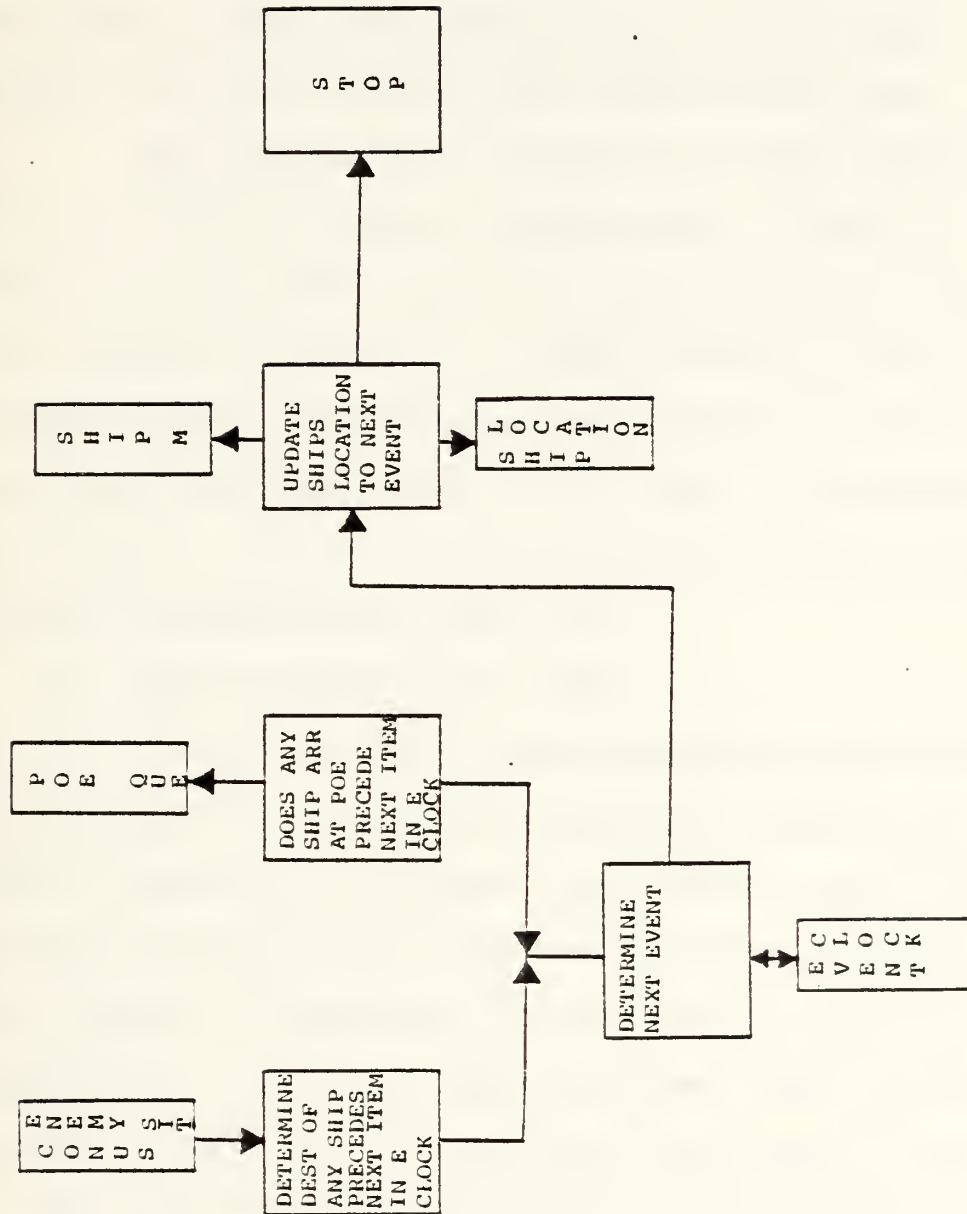 CONUS
ENEMY SIT
DETERMINE
DEST OF
ANY SHIP
PRECEDES
NEXT ITEM
IN E
CLOCK
POE QUE
DOES ANY
SHIP ARR
AT POE
PRECEDE
NEXT ITEM
IN E
CLOCK
DETERMINE
NEXT EVENT
EVENT
CLOCK
SHIP M
UPDATE
SHIPS
LOCATION
TO NEXT
EVENT
SHIP
LOCATION
STOP